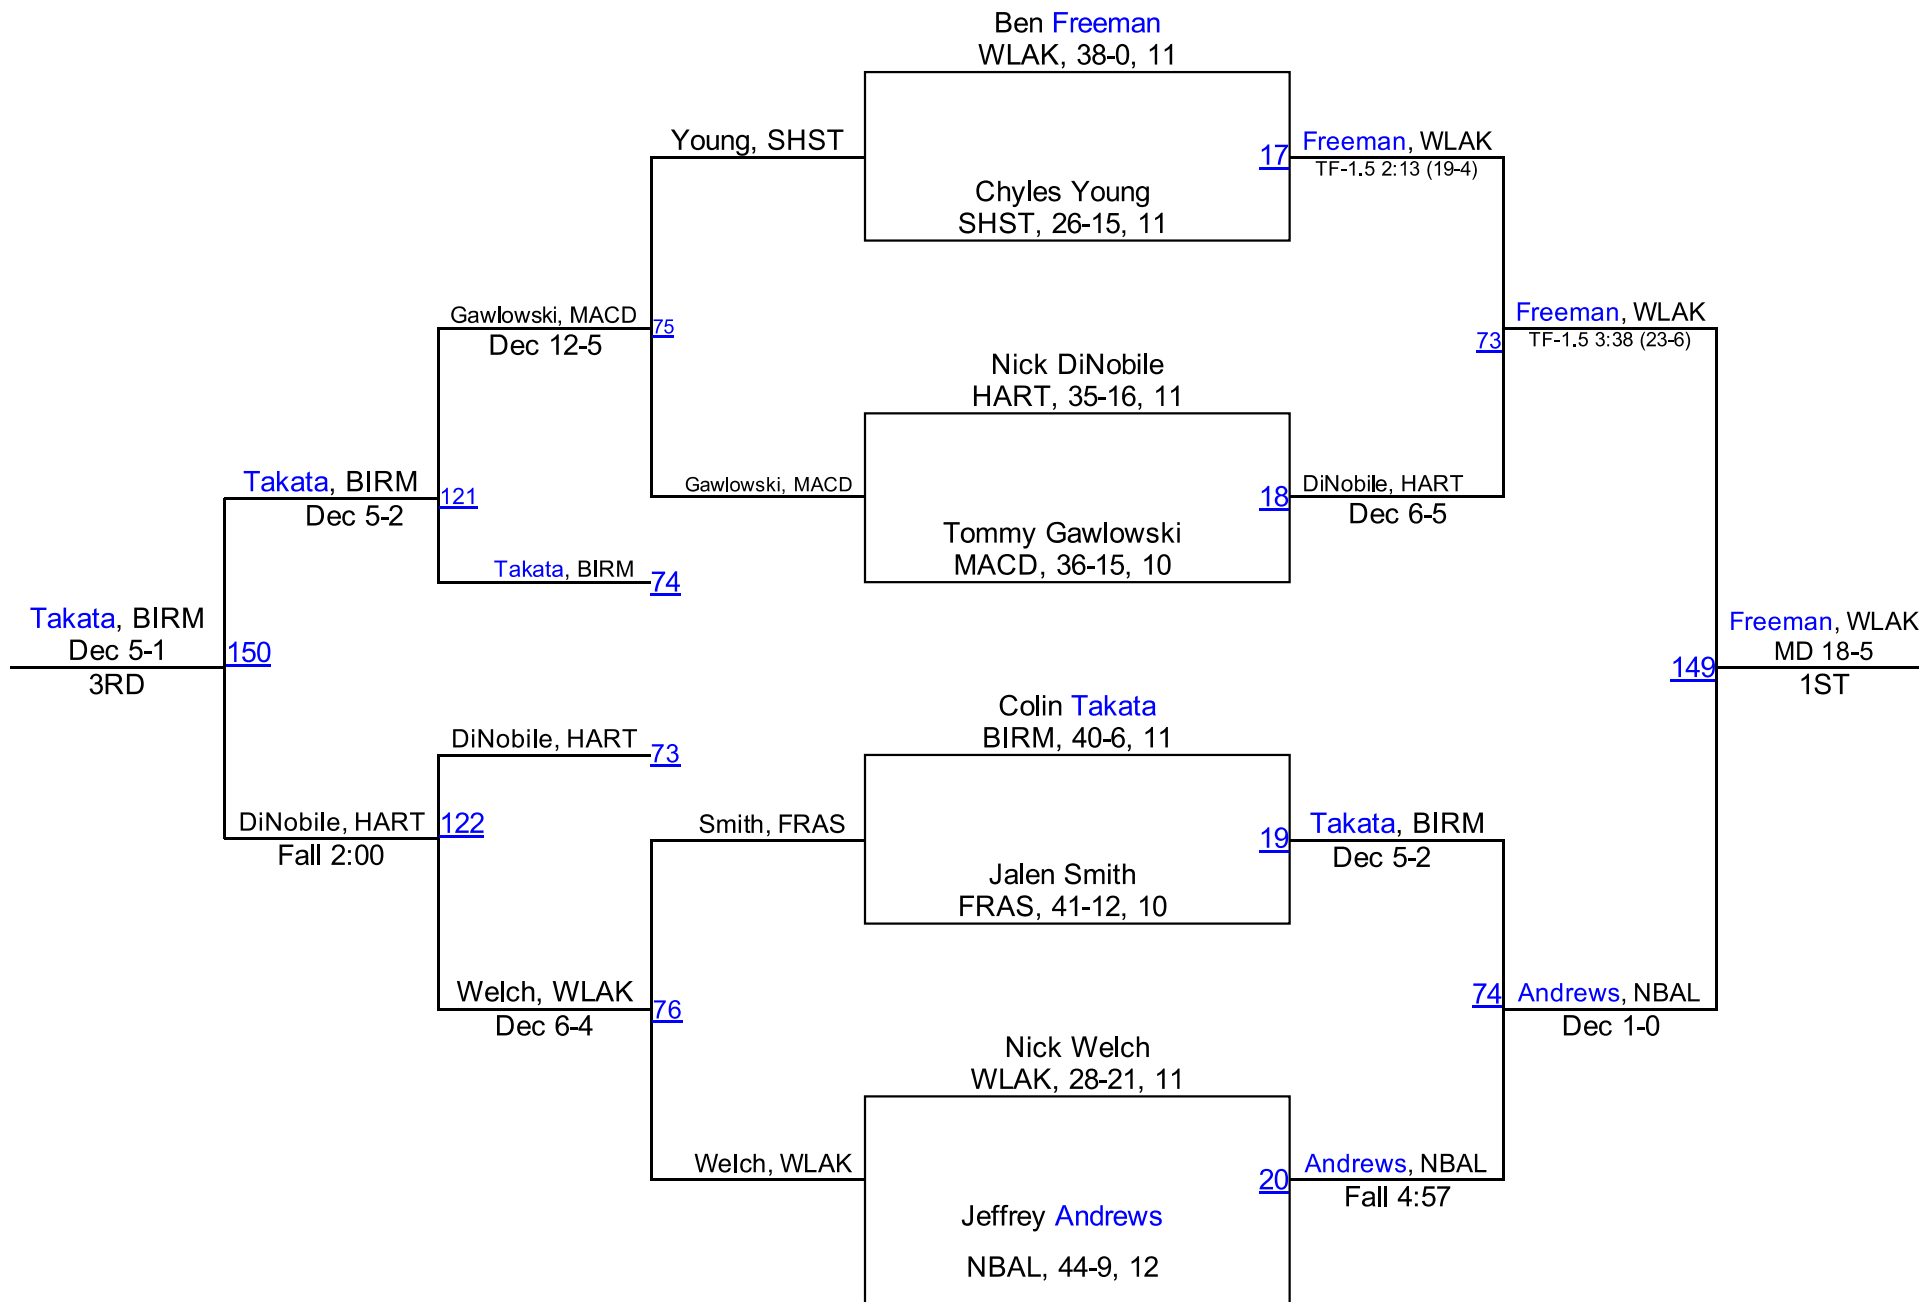 Ben Freeman
WLAK, 38-0, 11
Young, SHST
17
Freeman, WLAK
TF-1.5 2:13 (19-4)
Chyles Young
SHST, 26-15, 11
Gawlowski, MACD
75
Dec 12-5
Freeman, WLAK
73
TF-1.5 3:38 (23-6)
Nick DiNobile
HART, 35-16, 11
Takata, BIRM
121
Dec 5-2
Gawlowski, MACD
18
DiNobile, HART
Dec 6-5
Tommy Gawlowski
MACD, 36-15, 10
Takata, BIRM
74
Takata, BIRM
Dec 5-1
150
3RD
Freeman, WLAK
MD 18-5
149
1ST
Colin Takata
BIRM, 40-6, 11
DiNobile, HART
73
DiNobile, HART
122
Fall 2:00
Smith, FRAS
19
Takata, BIRM
Dec 5-2
Jalen Smith
FRAS, 41-12, 10
Welch, WLAK
76
Dec 6-4
74
Andrews, NBAL
Dec 1-0
Nick Welch
WLAK, 28-21, 11
Welch, WLAK
20
Andrews, NBAL
Fall 4:57
Jeffrey Andrews
NBAL, 44-9, 12